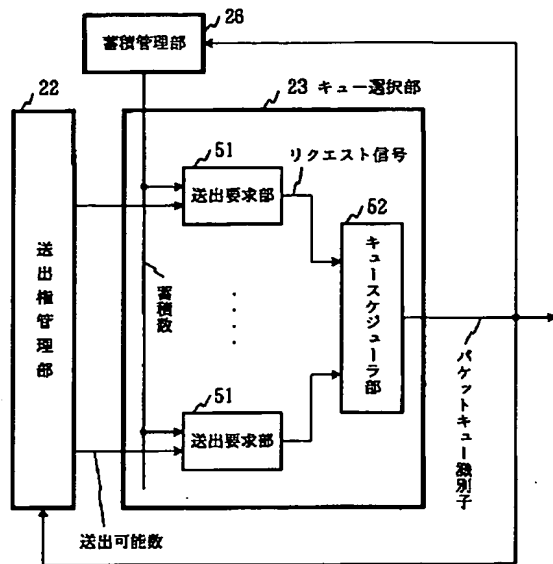 26
蓄積管理部
22
23 キュー選択部
51
リクエスト信号
送出要求部
52
送出権管理部
キュースケジューラ部
蓄積数
パケットキュー識別子
51
送出要求部
送出可能数